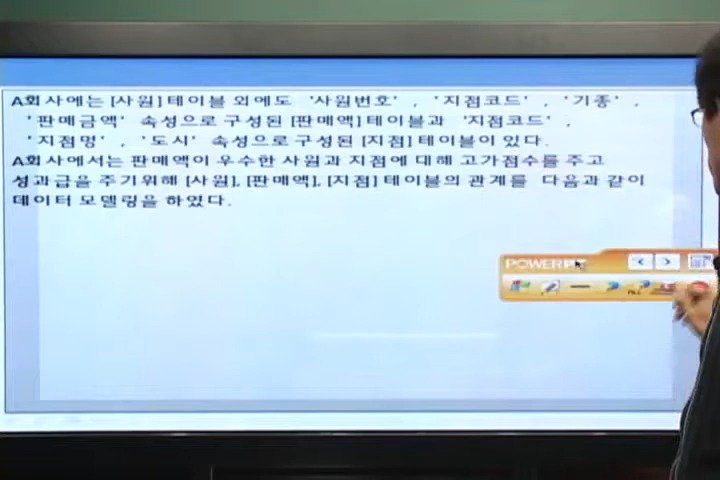 A회사에는 [사원] 테이블 외에도 '사원번호', '지점코드', '기종',
'판매금액' 속성으로 구성된 [판매액] 테이블과 '지점코드',
'지점명', '도시' 속성으로 구성된 [지점] 테이블이 있다.
A회사에서는 판매액이 우수한 사원과 지점에 대해 고가점수를 주고
성과급을 주기위해 [사원], [판매액], [지점] 테이블의 관계를 다음과 같이
데이터 모델링을 하였다.
POWER
ALL